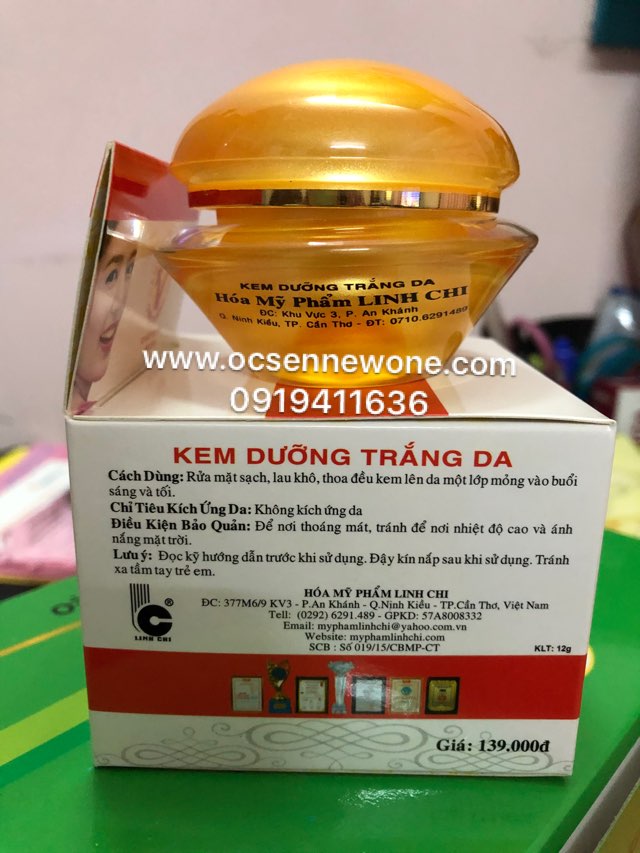 KEM DƯỠNG TRẮNG DA
Hóa Mỹ Phẩm LINH CHI
ĐC: Khu Vực 3, P. An Khánh
Q. Ninh Kiều, TP. Cần Thơ - ĐT: 0710.6291489
www.ocsennewone.com
0919411636
KEM DƯỠNG TRẮNG DA
Cách Dùng: Rửa mặt sạch, lau khô, thoa đều kem lên da một lớp mỏng vào buổi
sáng và tối.
Chỉ Tiêu Kích Ứng Da: Không kích ứng da
Điều Kiện Bảo Quản: Để nơi thoáng mát, tránh để nơi nhiệt độ cao và ánh
nắng mặt trời.
Lưu ý: Đọc kỹ hướng dẫn trước khi sử dụng. Đậy kín nắp sau khi sử dụng. Tránh
xa tầm tay trẻ em.
HÓA MỸ PHẨM LINH CHI
ĐC: 377M6/9 KV3 - P.An Khánh - Q.Ninh Kiều - TP.Cần Thơ, Việt Nam
Tell: (0292) 6291.489 - GPKD: 57A8008332
Email: myphamlinhchi@yahoo.com.vn
Website: myphamlinhchi.com
SCB : Số 019/15/CBMP-CT
KLT: 12g
®
LINH CHI
Giá: 139.000đ